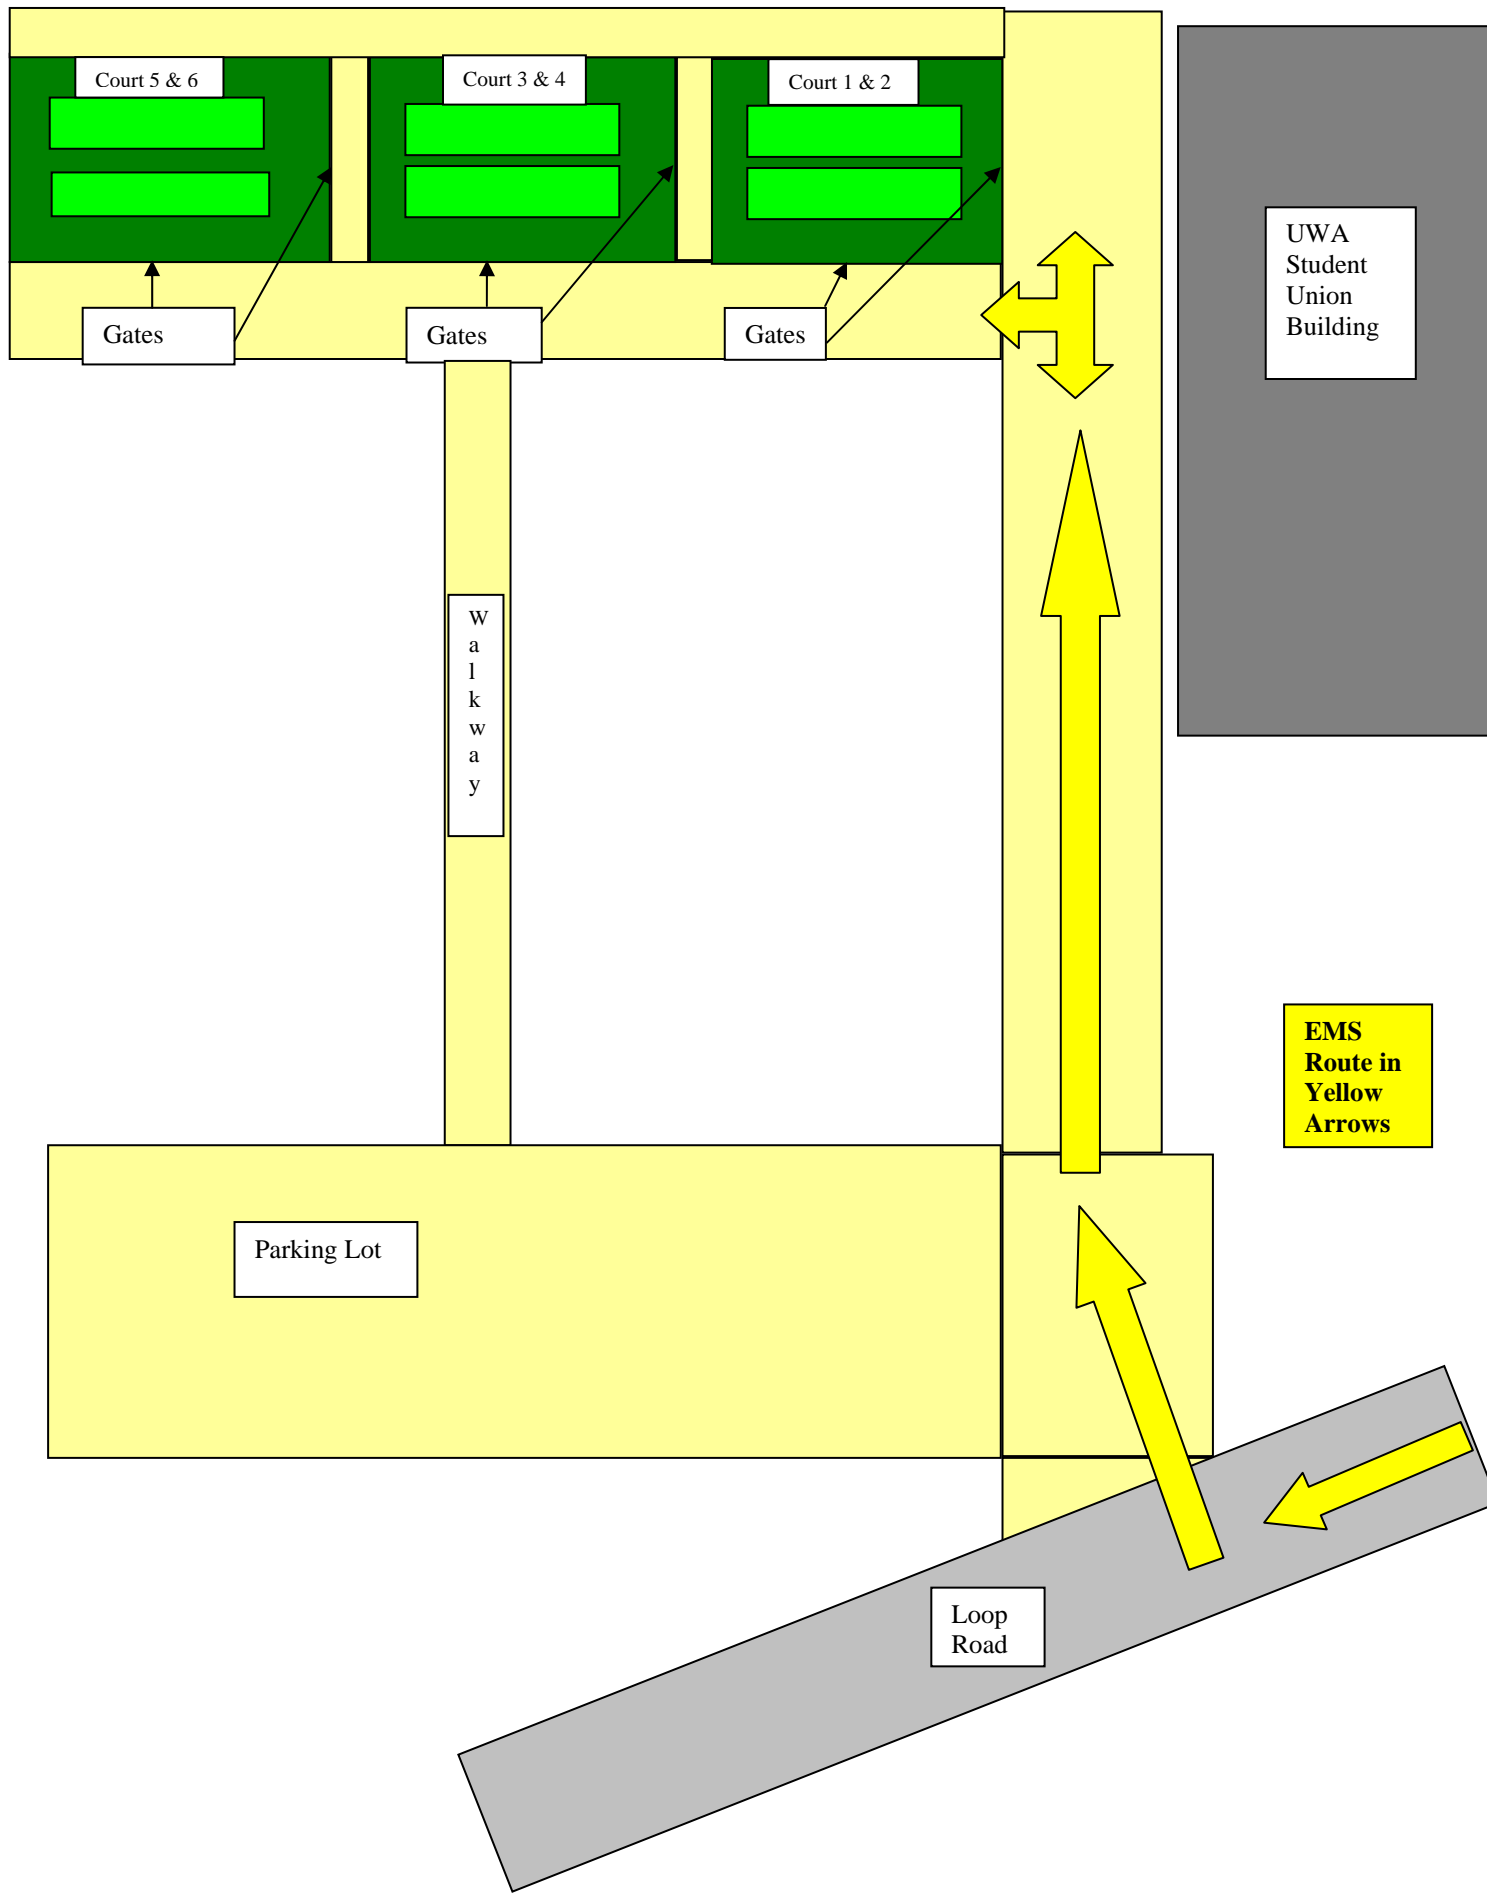 Court 5 & 6
Court 3 & 4
Court 1 & 2
UWA
Student
Union
Building
Gates
Gates
Gates
W
a
l
k
w
a
y
EMS
Route in
Yellow
Arrows
Parking Lot
Loop
Road